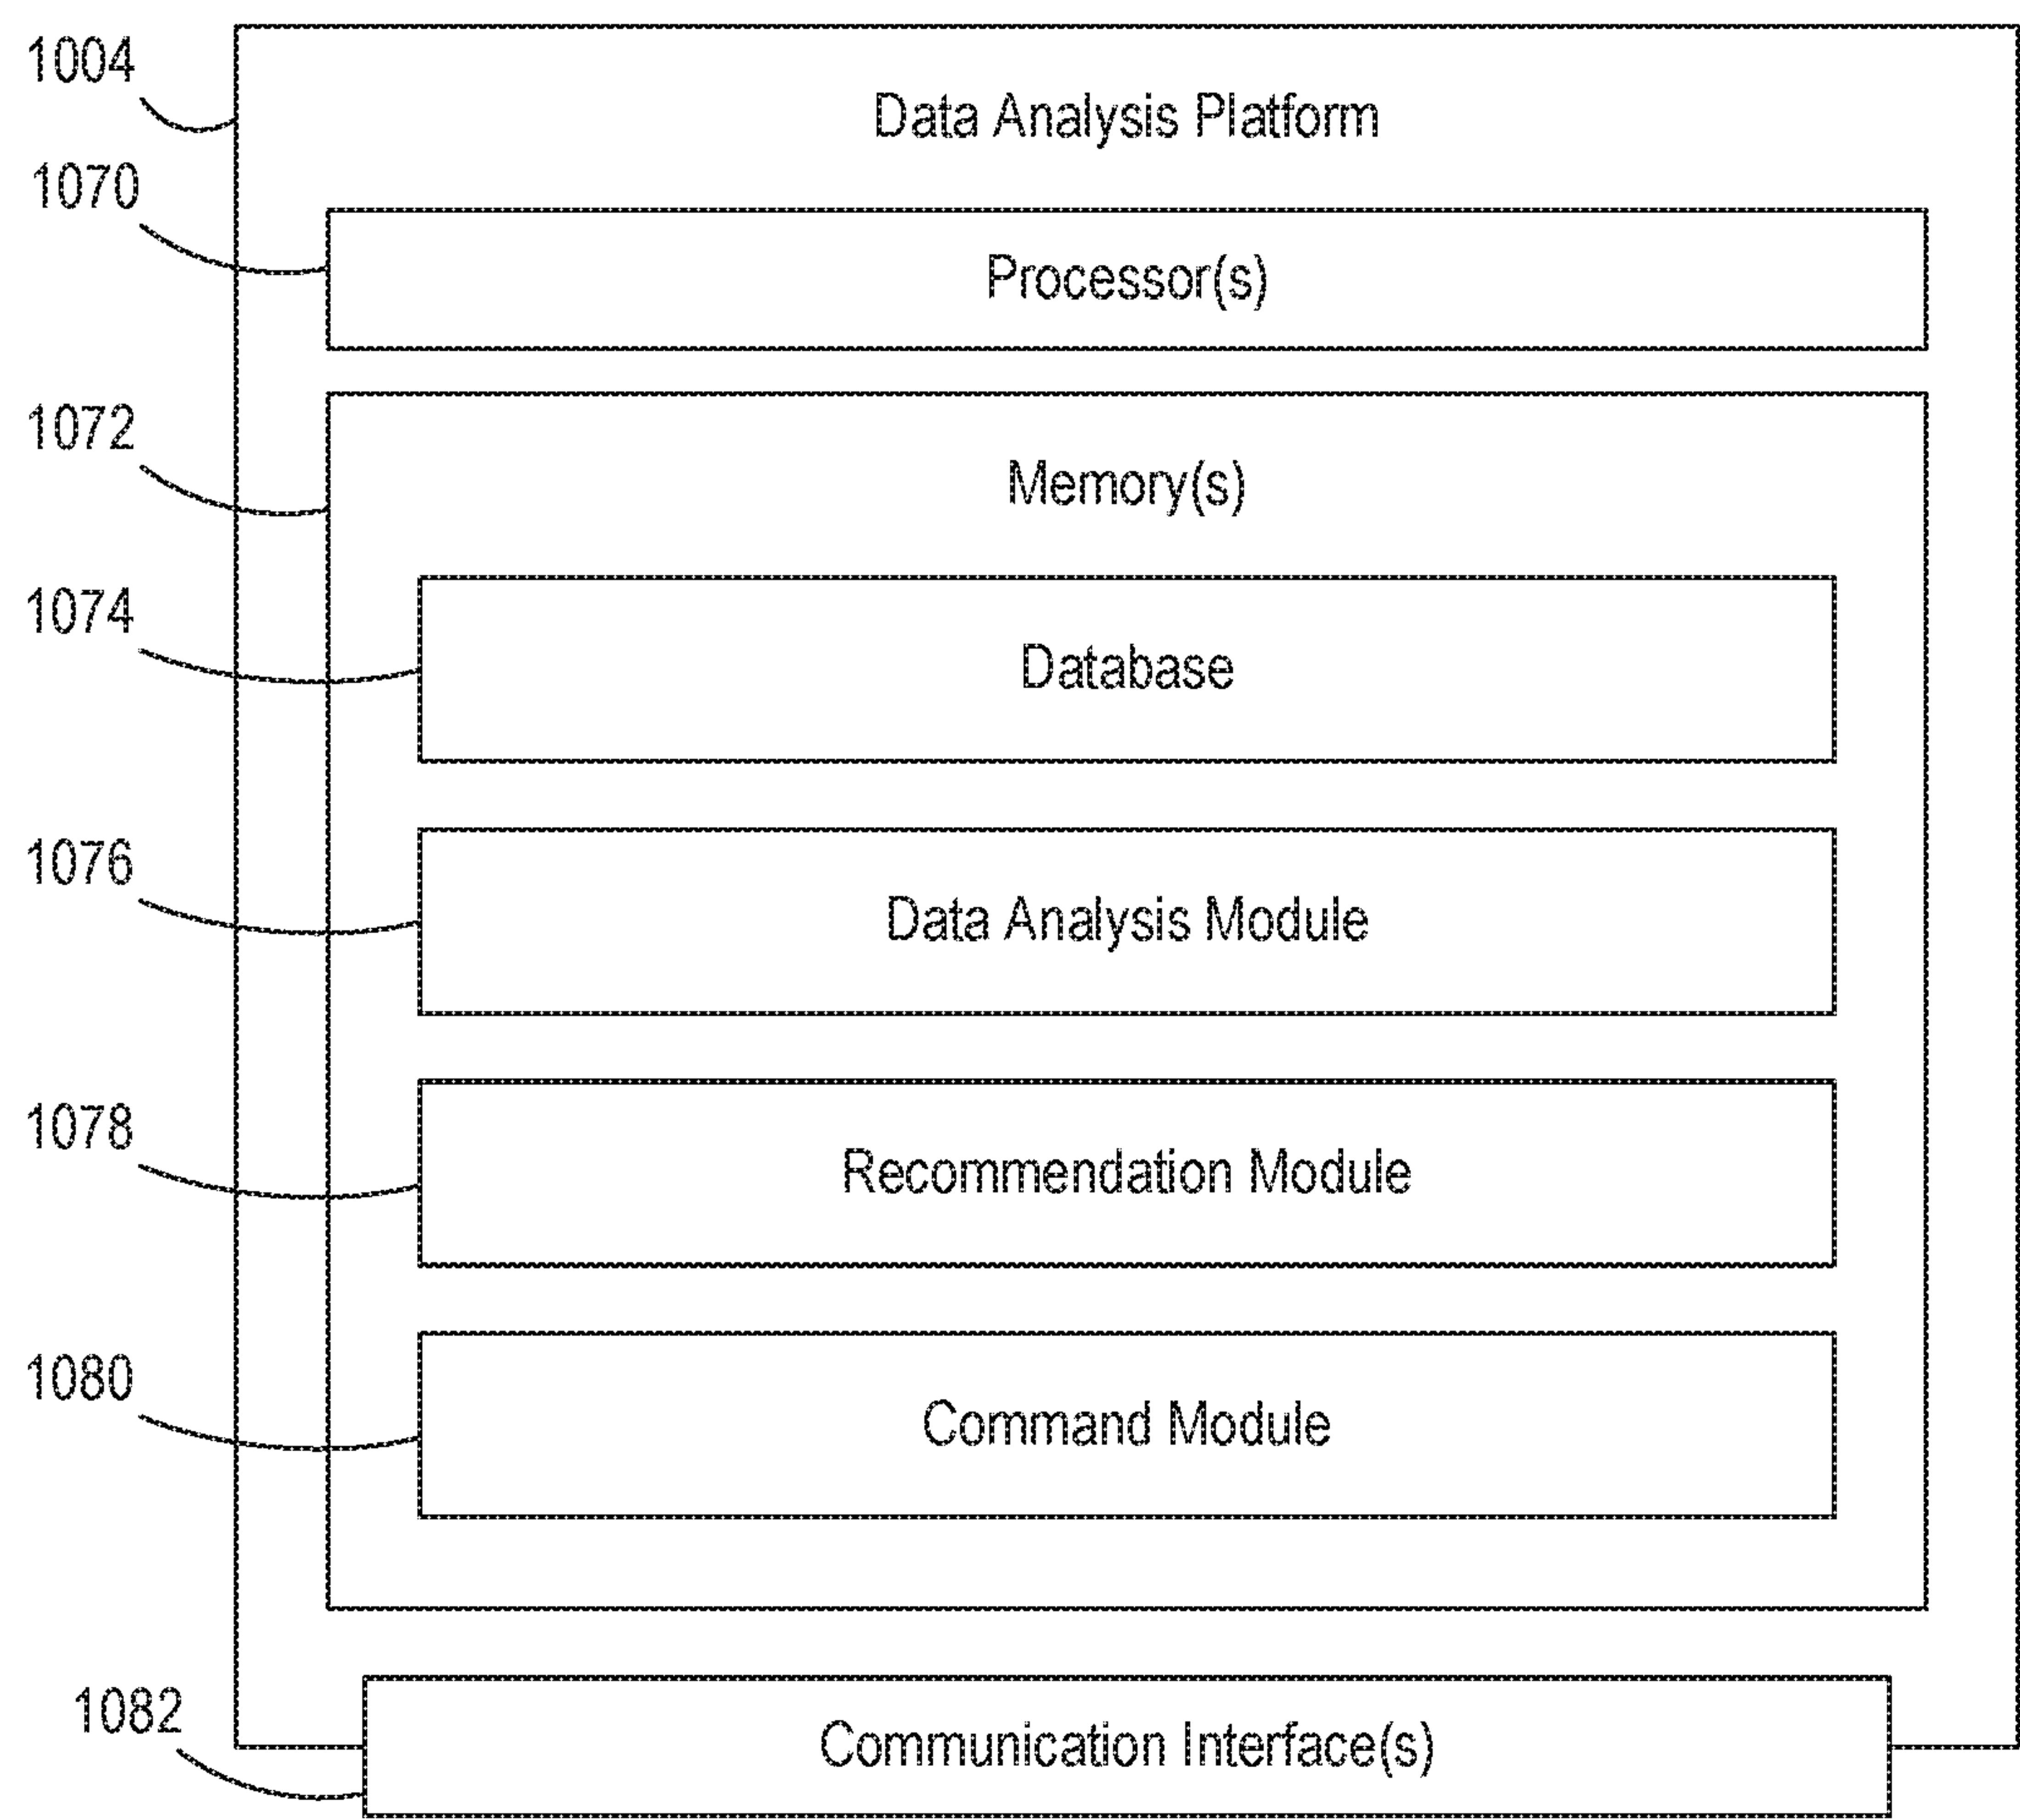 1004
Data Analysis Platform
1070
Processor(s)
1072
Memory(s)
1074
Database
1076
Data Analysis Module
1078
Recommendation Module
1080
Command Module
1082
Communication Interface(s)